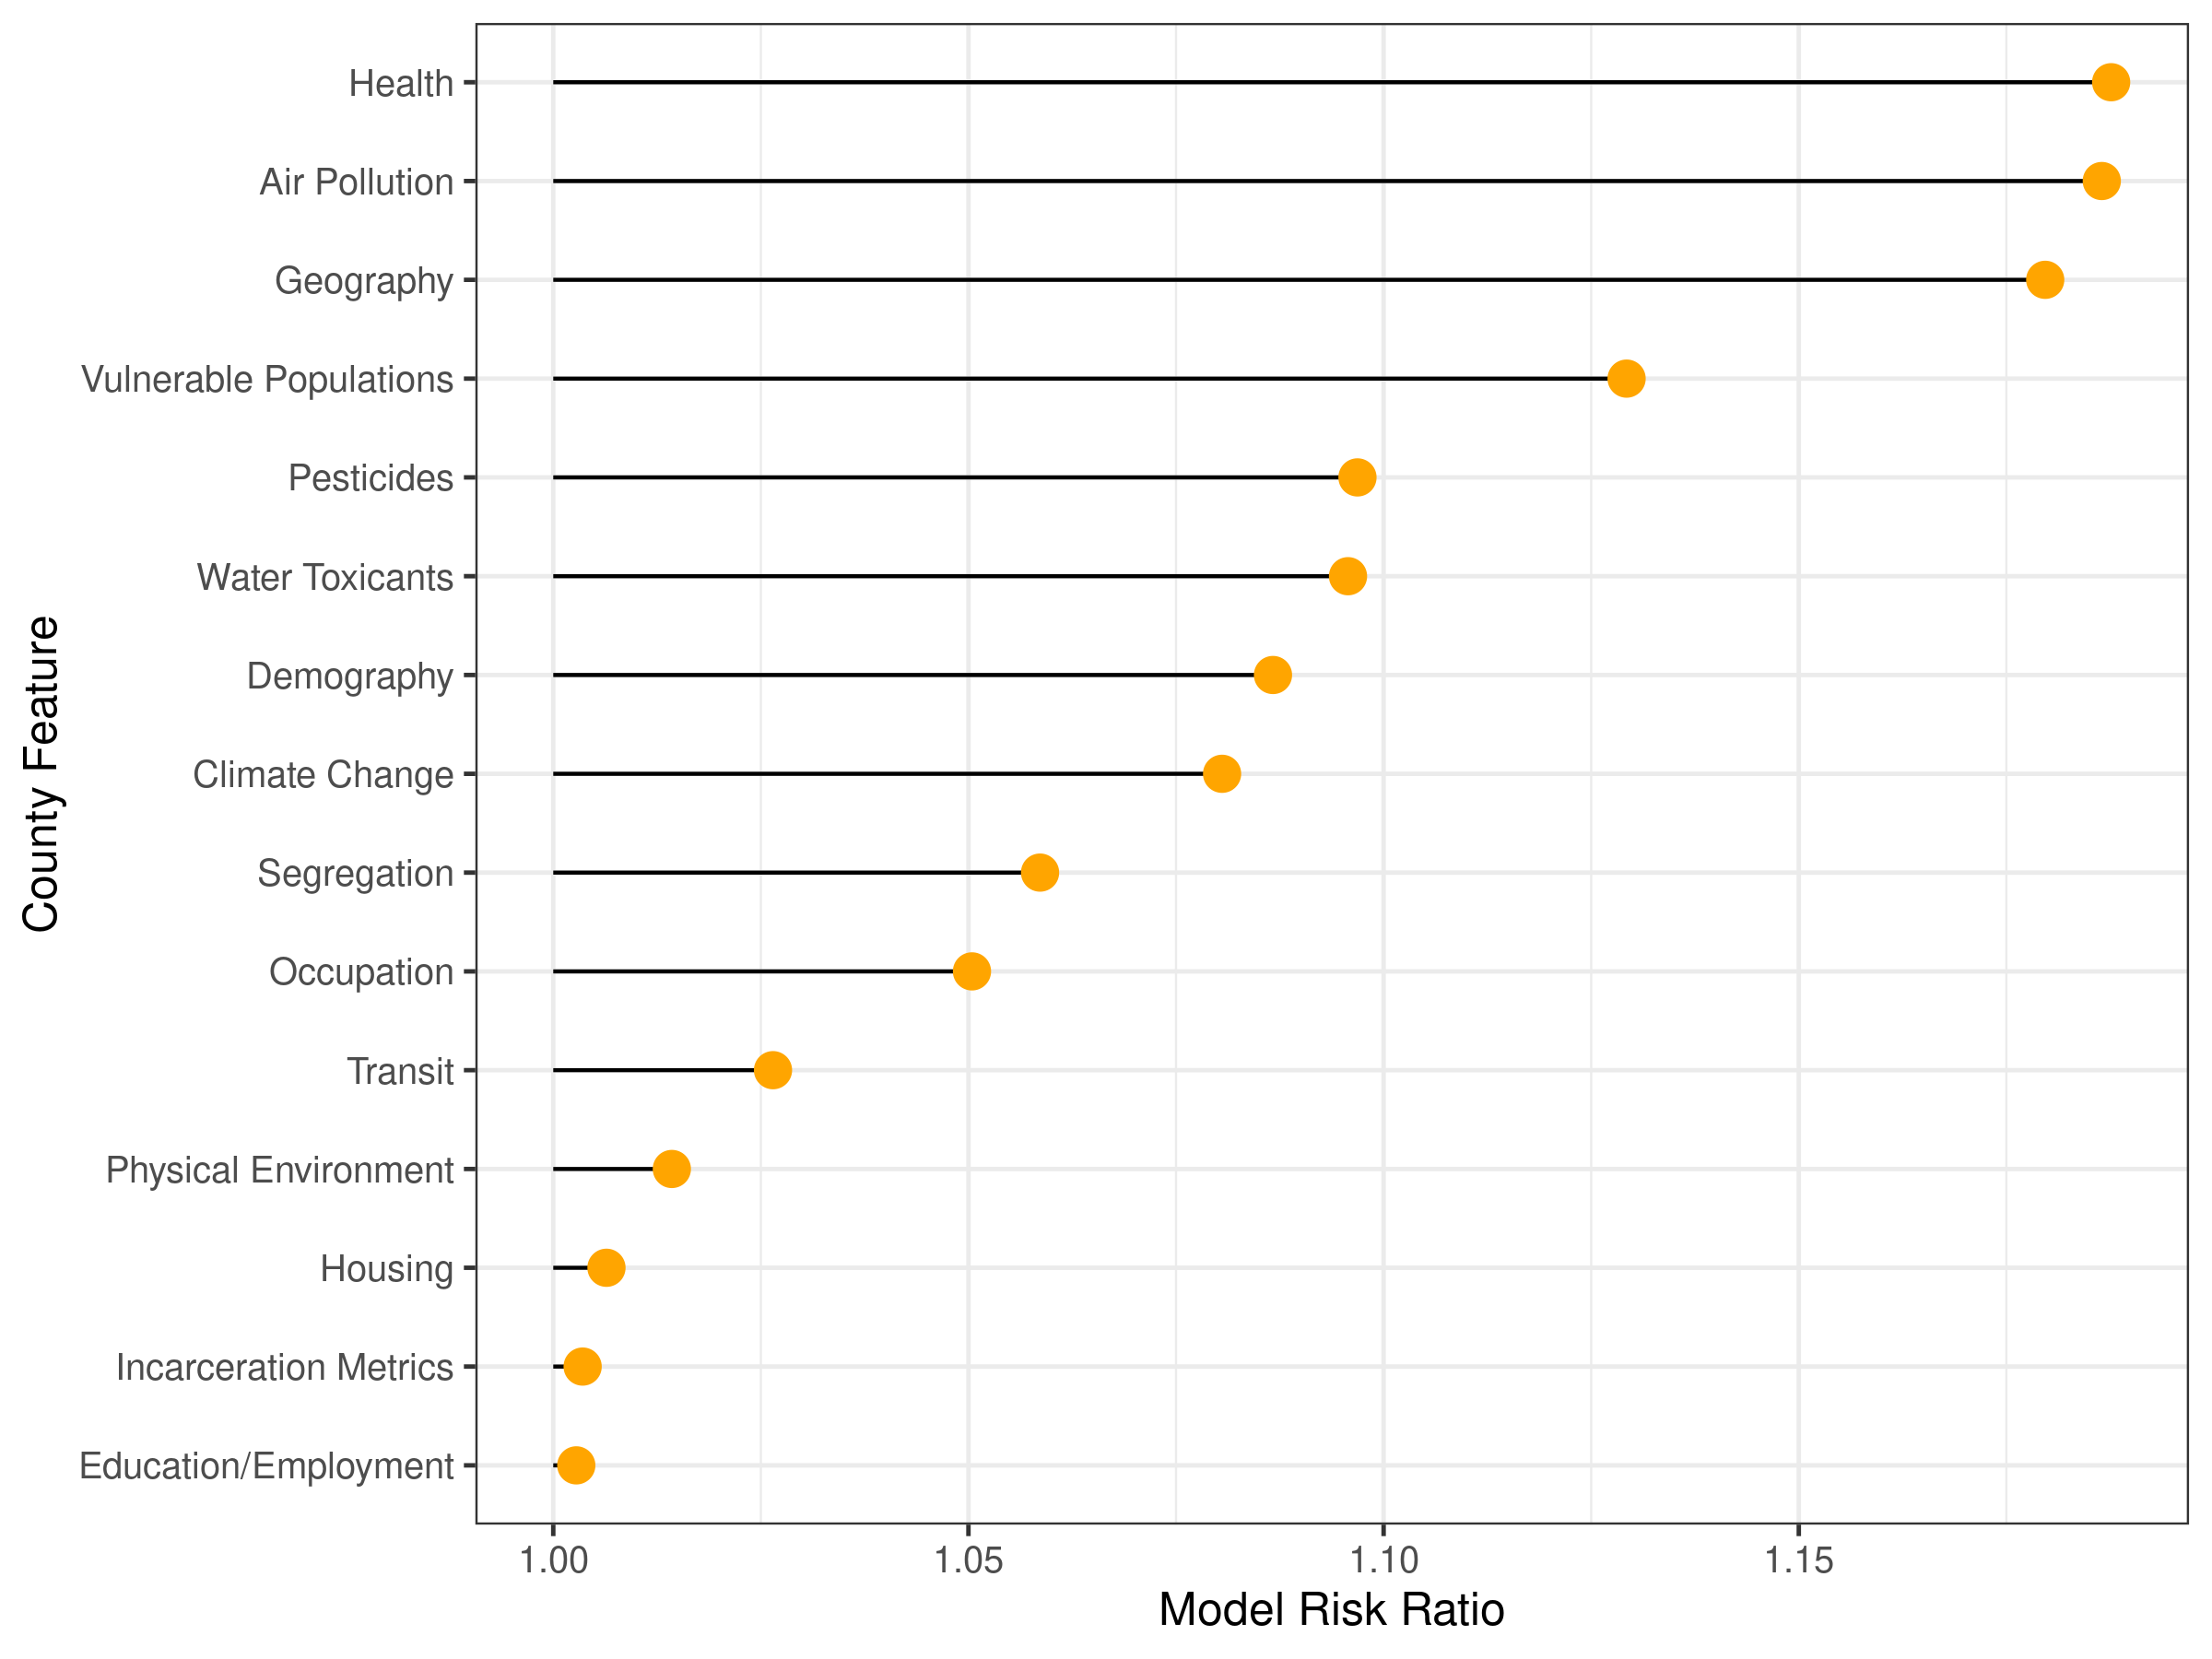 Health
Air Pollution
Geography
Vulnerable Populations
Pesticides
Water Toxicants
Demography
Climate Change
Segregation
Occupation
Transit
Physical Environment
Housing
Incarceration Metrics
Education/Employment
County Feature
1.00 1.05 1.10 1.15
Model Risk Ratio